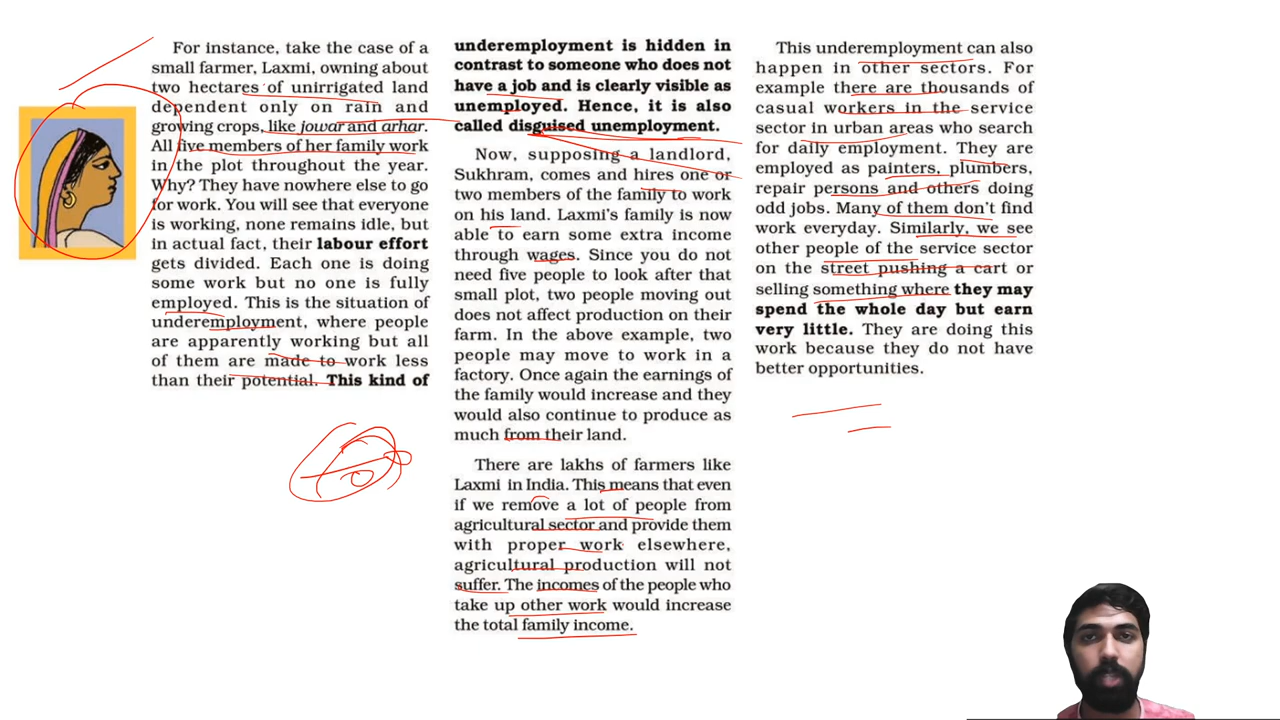 For instance, take the case of a
small farmer, Laxmi, owning about
two hectares of unirrigated land
dependent only on rain and
growing crops, like jowar and arhar.
All five members of her family work
in the plot throughout the year.
Why? They have nowhere else to go
for work. You will see that everyone
is working, none remains idle, but
in actual fact, their labour effort
gets divided. Each one is doing
some work but no one is fully
employed. This is the situation of
underemployment, where people
are apparently working but all
of them are made to work less
than their potential. This kind of
underemployment is hidden in
contrast to someone who does not
have a job and is clearly visible as
unemployed. Hence, it is also
called disguised unemployment.
Now, supposing a landlord,
Sukhram, comes and hires one or
two members of the family to work
on his land. Laxmi's family is now
able to earn some extra income
through wages. Since you do not
need five people to look after that
small plot, two people moving out
does not affect production on their
farm. In the above example, two
people may move to work in a
factory. Once again the earnings of
the family would increase and they
would also continue to produce as
much from their land.
There are lakhs of farmers like
Laxmi in India. This means that even
if we remove a lot of people from
agricultural sector and provide them
with proper work elsewhere,
agricultural production will not
suffer. The incomes of the people who
take up other work would increase
the total family income.
This underemployment can also
happen in other sectors. For
example there are thousands of
casual workers in the service
sector in urban areas who search
for daily employment. They are
employed as painters, plumbers,
repair persons and others doing
odd jobs. Many of them don't find
work everyday. Similarly, we see
other people of the service sector
on the street pushing a cart or
selling something where they may
spend the whole day but earn
very little. They are doing this
work because they do not have
better opportunities.